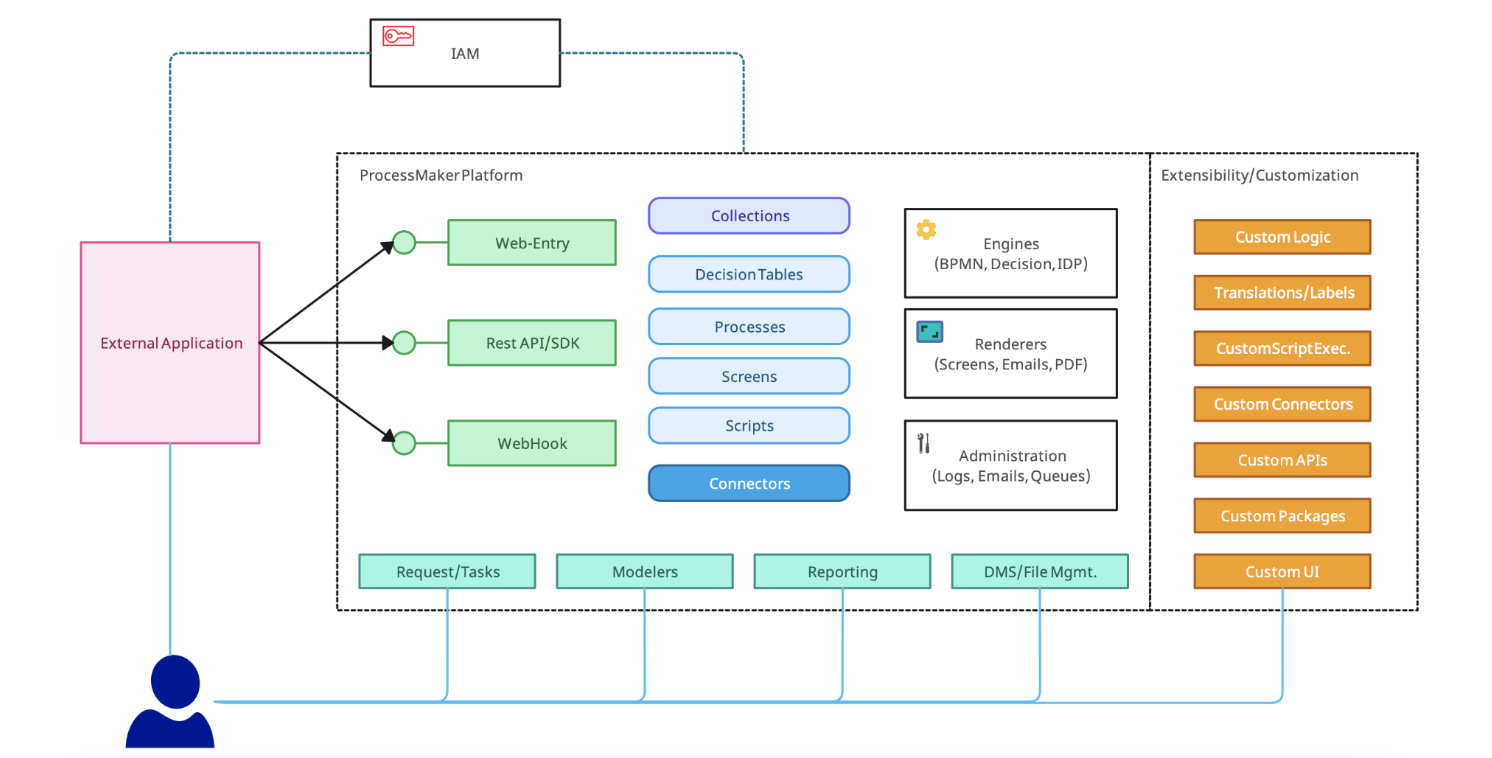 IAM
ProcessMaker Platform
Extensibility/Customization
External Application
Web-Entry
Rest API/SDK
WebHook
Collections
Decision Tables
Processes
Screens
Scripts
Connectors
Engines
(BPMN, Decision, IDP)
Renderers
(Screens, Emails, PDF)
Administration
(Logs, Emails, Queues)
Custom Logic
Translations/Labels
Custom Script Exec.
Custom Connectors
Custom APIs
Custom Packages
Custom UI
Request/Tasks
Modelers
Reporting
DMS/File Mgmt.